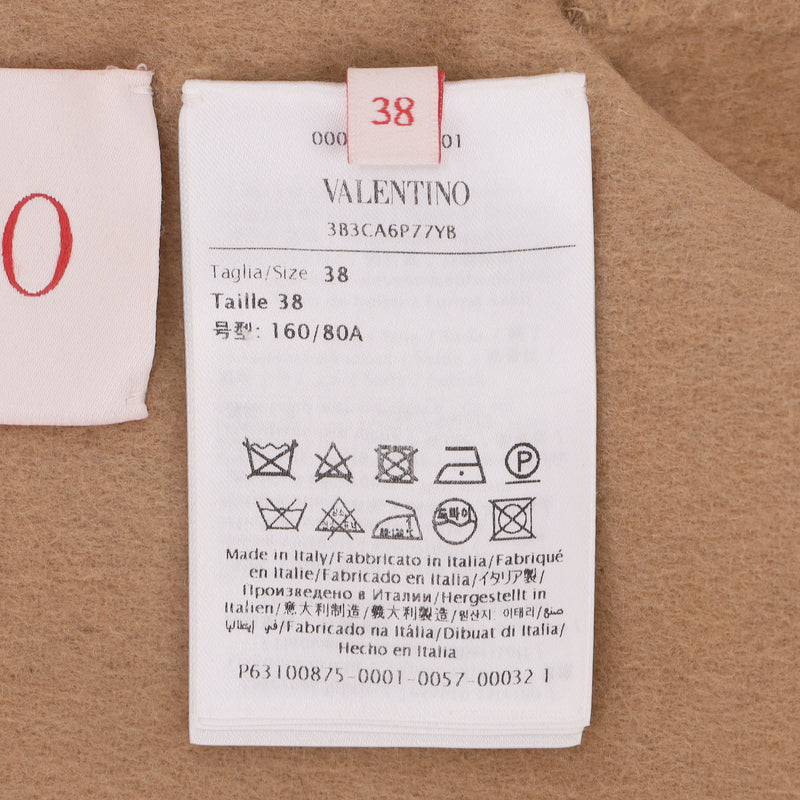 O
38
000 01
VALENTINO
3B3CA6P77YB
Taglia/Size 38
Taille 38
号型: 160/80A
P
드라이
Made in Italy/Fabbricato in Italia/Fabriqué
en Italie/Fabricado en Italia/イタリア製/
Произведено в Италии/Hergestellt in
Italien/意大利制造/義大利製造/원산지: 이태리/صنع
في إيطاليا/Fabricado na Itália/Dibuat di Italia/
Hecho en Italia
P63100875-0001-0057-00032 1